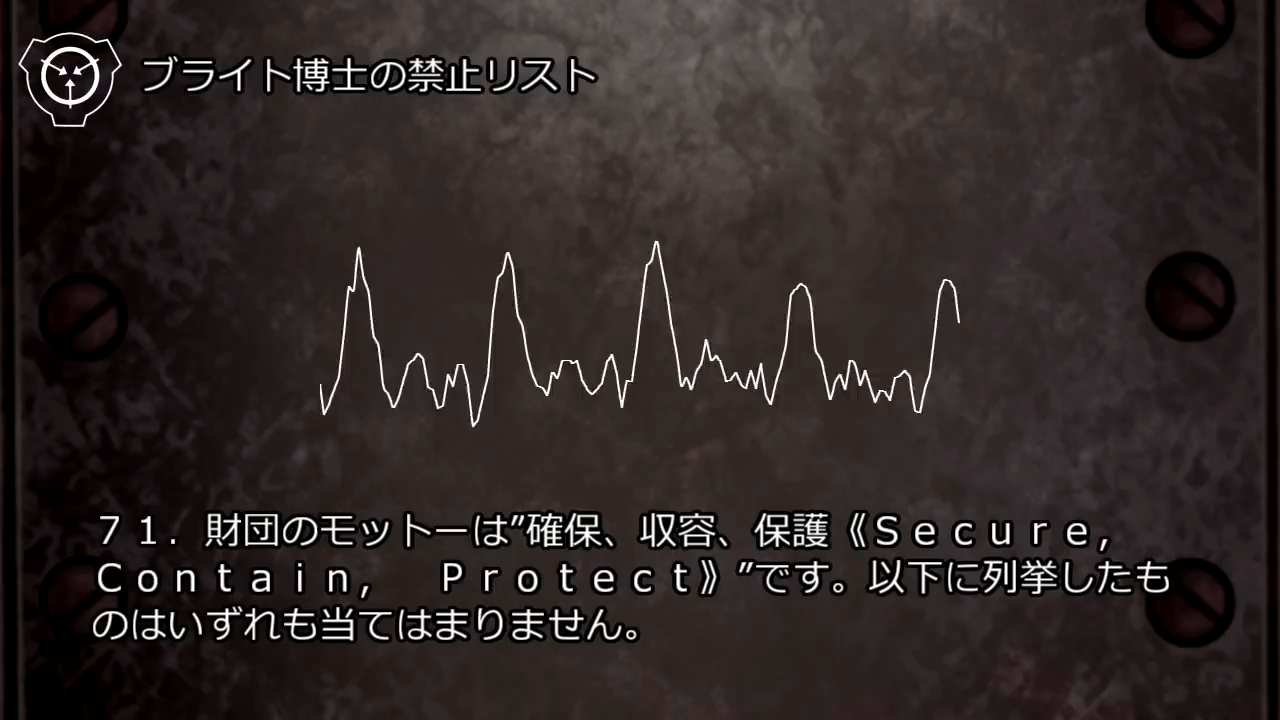 ブライト博士の禁止リスト
７１．財団のモットーは”確保、収容、保護《Ｓｅｃｕｒｅ，
Ｃｏｎｔａｉｎ，　Ｐｒｏｔｅｃｔ》”です。以下に列挙したも
のはいずれも当てはまりません。